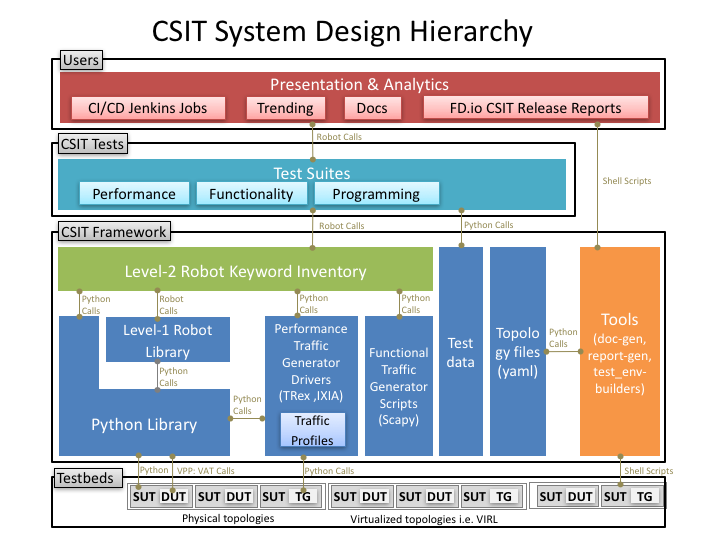 CSIT System Design Hierarchy
Users
Presentation & Analytics
CI/CD Jenkins Jobs
Trending
Docs
FD.io CSIT Release Reports
Robot Calls
Shell Scripts
CSIT Tests
Test Suites
Performance
Functionality
Programming
Robot Calls
Python Calls
CSIT Framework
Level-2 Robot Keyword Inventory
Python
Calls
Robot
Calls
Python
Calls
Python
Calls
Level-1 Robot
Library
Python
Calls
Python Library
Python
Calls
Performance
Traffic
Generator
Drivers
(TRex ,IXIA)
Traffic
Profiles
Functional
Traffic
Generator
Scripts
(Scapy)
Test
data
Topolo
gy files
(yaml)
Python
Calls
Tools
(doc-gen,
report-gen,
test_env-
builders)
Python
VPP: VAT Calls
Python Calls
Shell Scripts
Testbeds
SUT DUT SUT DUT SUT TG
SUT DUT SUT DUT SUT TG
SUT DUT SUT TG
Physical topologies
Virtualized topologies i.e. VIRL